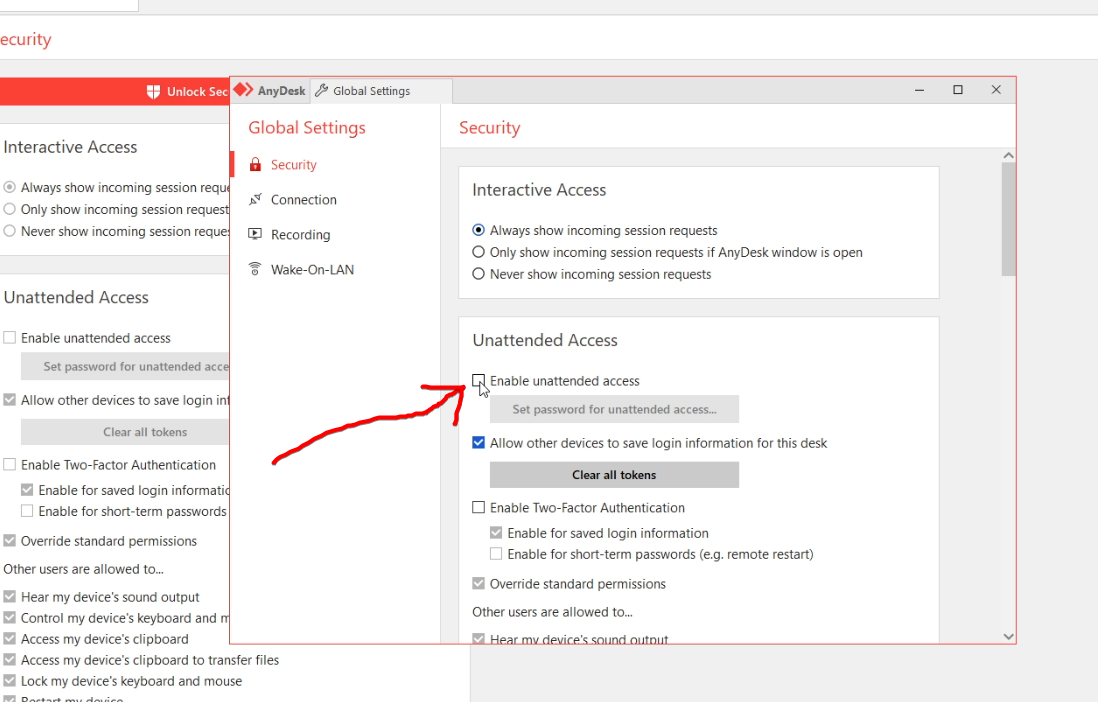 ecurity
Unlock Sec
Interactive Access
Always show incoming session reque
Only show incoming session request
Never show incoming session reques
Unattended Access
Enable unattended access
Set password for unattended acce
Allow other devices to save login inf
Clear all tokens
Enable Two-Factor Authentication
Enable for saved login informatio
Enable for short-term passwords
Override standard permissions
Other users are allowed to...
Hear my device's sound output
Control my device's keyboard and m
Access my device's clipboard
Access my device's clipboard to transfer files
Lock my device's keyboard and mouse
Restart my device
AnyDesk
Global Settings
Global Settings
Security
Connection
Recording
Wake-On-LAN
Security
Interactive Access
Always show incoming session requests
Only show incoming session requests if AnyDesk window is open
Never show incoming session requests
Unattended Access
Enable unattended access
Set password for unattended access...
Allow other devices to save login information for this desk
Clear all tokens
Enable Two-Factor Authentication
Enable for saved login information
Enable for short-term passwords (e.g. remote restart)
Override standard permissions
Other users are allowed to...
Hear my device's sound output